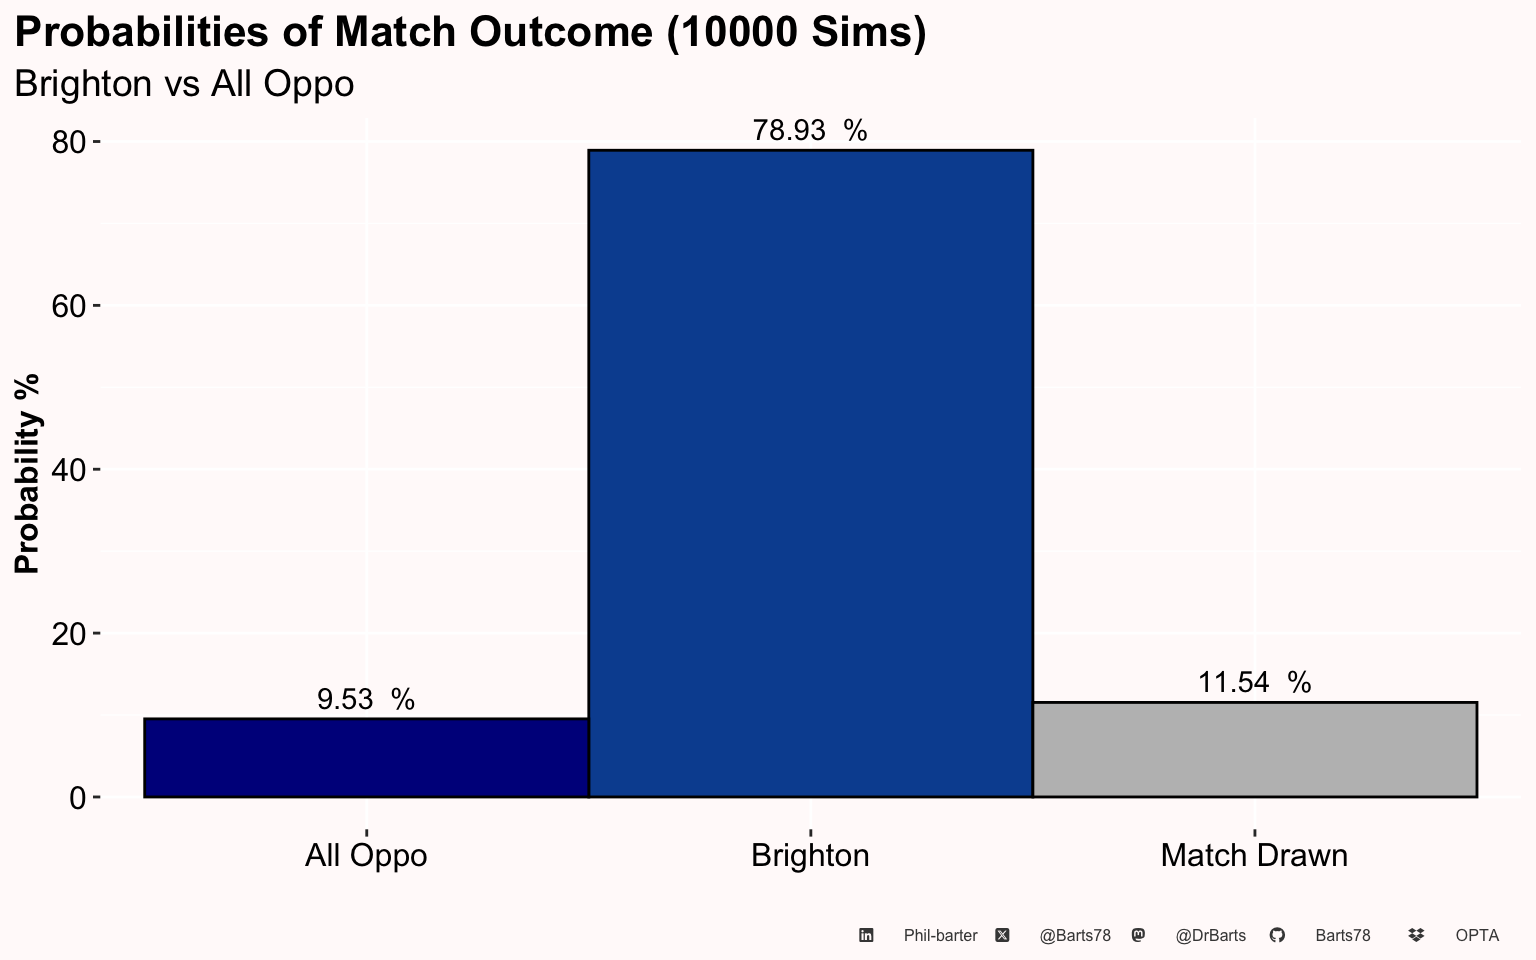 Probabilities of Match Outcome (10000 Sims)
Brighton vs All Oppo
Probability %
80
60
40
20
0
9.53  %
78.93  %
11.54  %
All Oppo
Brighton
Match Drawn
Phil-barter @Barts78 @DrBarts Barts78 OPTA